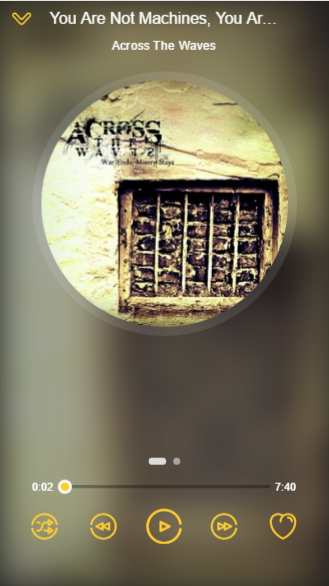 You Are Not Machines, You Ar...
Across The Waves
ACROSS
THE
WAVES
War Ends, Misery Stays
0:02
7:40